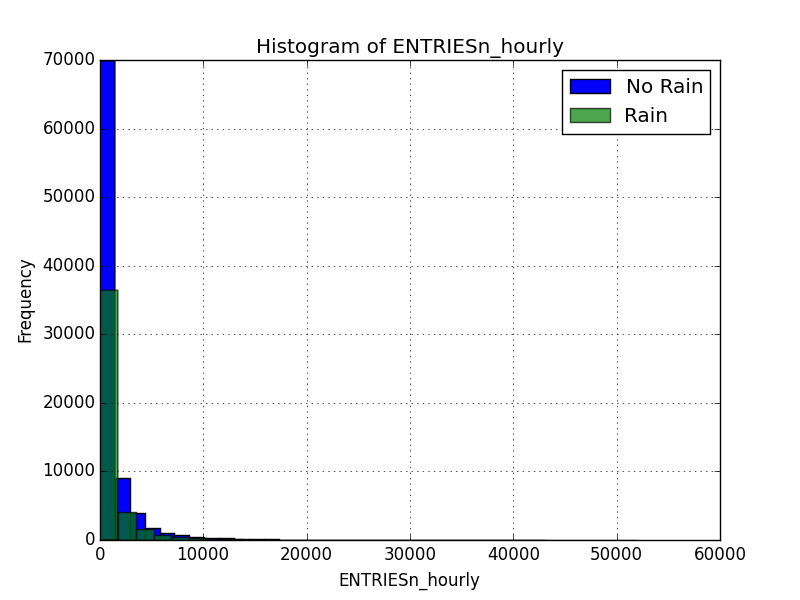 Histogram of ENTRIESn_hourly
No Rain
Rain
70000
60000
50000
40000
30000
20000
10000
0
Frequency
0 10000 20000 30000 40000 50000 60000
ENTRIESn_hourly